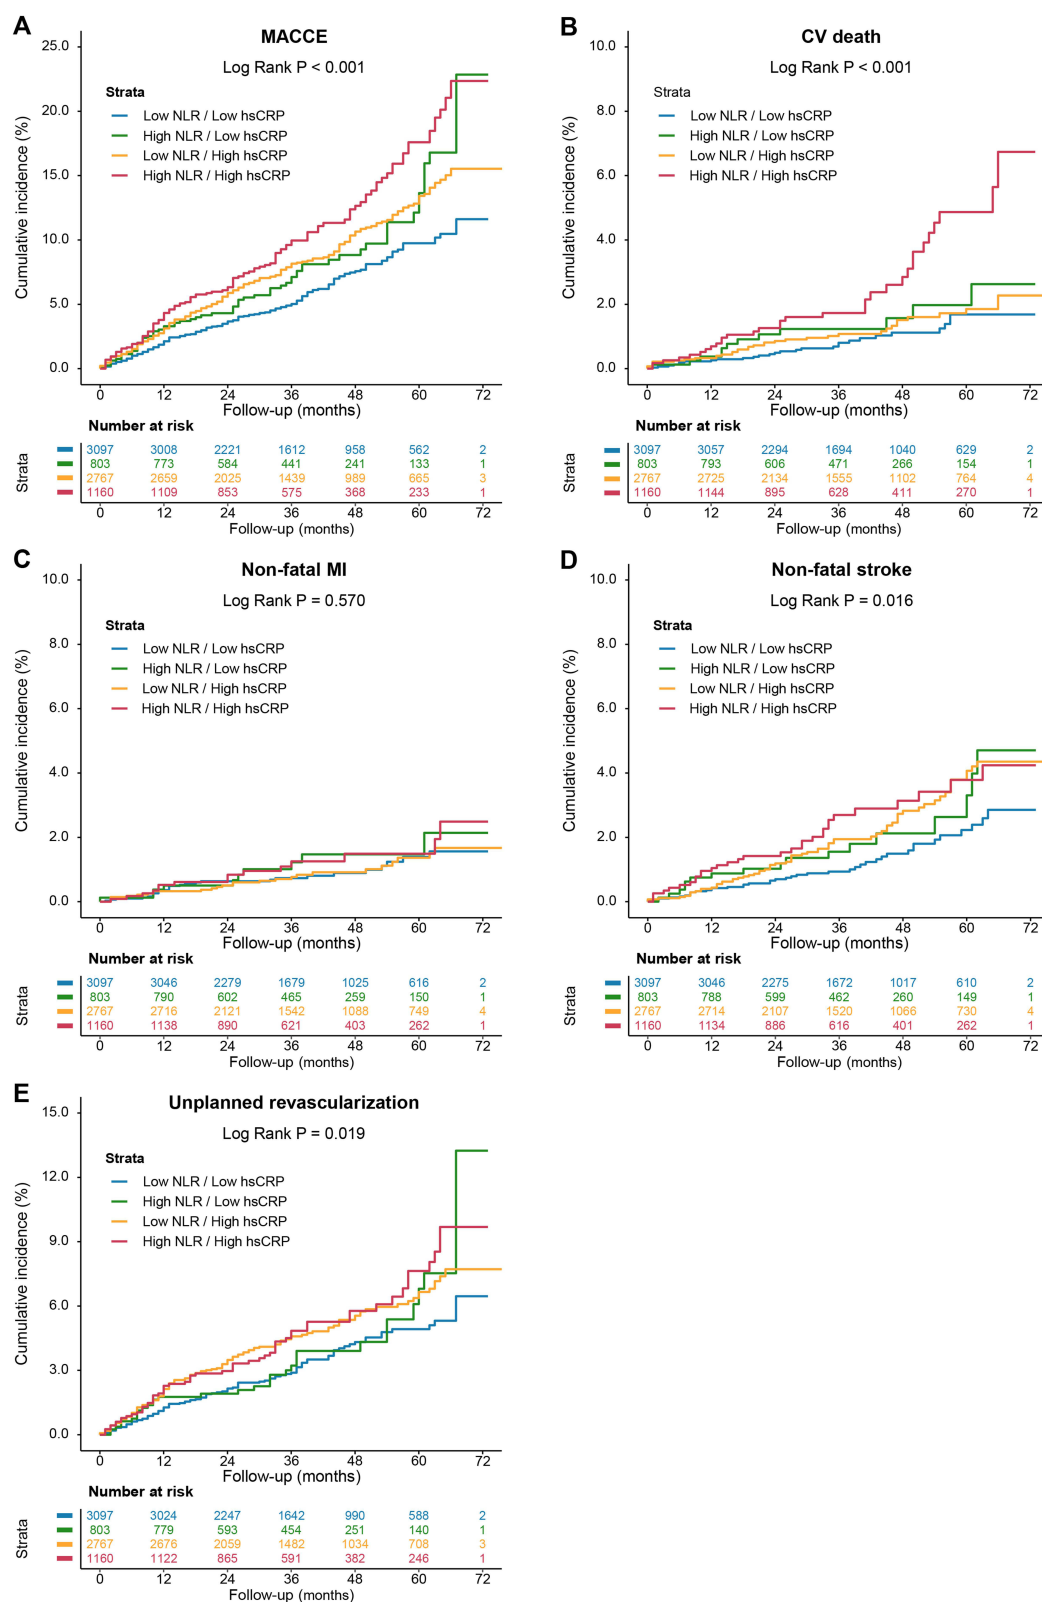 A
MACCE
Log Rank P < 0.001
Cumulative incidence (%)
25.0
20.0
15.0
10.0
5.0
0.0
Strata
Low NLR / Low hsCRP
High NLR / Low hsCRP
Low NLR / High hsCRP
High NLR / High hsCRP
0 12 24 36 48 60 72
Follow-up (months)
Number at risk
Strata
3097 3008 2221 1612 958 562 2
803 773 584 441 241 133 1
2767 2659 2025 1439 989 665 3
1160 1109 853 575 368 233 1
0 12 24 36 48 60 72
Follow-up (months)
B
CV death
Log Rank P < 0.001
Cumulative incidence (%)
10.0
8.0
6.0
4.0
2.0
0.0
Strata
Low NLR / Low hsCRP
High NLR / Low hsCRP
Low NLR / High hsCRP
High NLR / High hsCRP
0 12 24 36 48 60 72
Follow-up (months)
Number at risk
Strata
3097 3057 2294 1694 1040 629 2
803 793 606 471 266 154 1
2767 2725 2134 1555 1102 764 4
1160 1144 895 628 411 270 1
0 12 24 36 48 60 72
Follow-up (months)
C
Non-fatal MI
Log Rank P = 0.570
Cumulative incidence (%)
10.0
8.0
6.0
4.0
2.0
0.0
Strata
Low NLR / Low hsCRP
High NLR / Low hsCRP
Low NLR / High hsCRP
High NLR / High hsCRP
0 12 24 36 48 60 72
Follow-up (months)
Number at risk
Strata
3097 3046 2279 1679 1025 616 2
803 790 602 465 259 150 1
2767 2716 2121 1542 1088 749 4
1160 1138 890 621 403 262 1
0 12 24 36 48 60 72
Follow-up (months)
D
Non-fatal stroke
Log Rank P = 0.016
Cumulative incidence (%)
10.0
8.0
6.0
4.0
2.0
0.0
Strata
Low NLR / Low hsCRP
High NLR / Low hsCRP
Low NLR / High hsCRP
High NLR / High hsCRP
0 12 24 36 48 60 72
Follow-up (months)
Number at risk
Strata
3097 3046 2275 1672 1017 610 2
803 788 599 462 260 149 1
2767 2714 2107 1520 1066 730 4
1160 1134 886 616 401 262 1
0 12 24 36 48 60 72
Follow-up (months)
E
Unplanned revascularization
Log Rank P = 0.019
Cumulative incidence (%)
15.0
12.0
9.0
6.0
3.0
0.0
Strata
Low NLR / Low hsCRP
High NLR / Low hsCRP
Low NLR / High hsCRP
High NLR / High hsCRP
0 12 24 36 48 60 72
Follow-up (months)
Number at risk
Strata
3097 3024 2247 1642 990 588 2
803 779 593 454 251 140 1
2767 2676 2059 1482 1034 708 3
1160 1122 865 591 382 246 1
0 12 24 36 48 60 72
Follow-up (months)